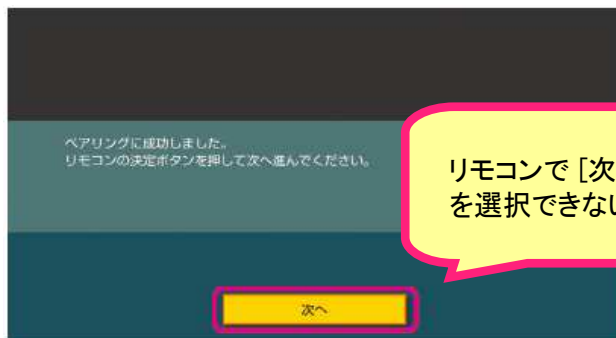 ペアリングに成功しました。
リモコンの決定ボタンを押して次へ進んでください。
リモコンで［次
を選択できな
次へ